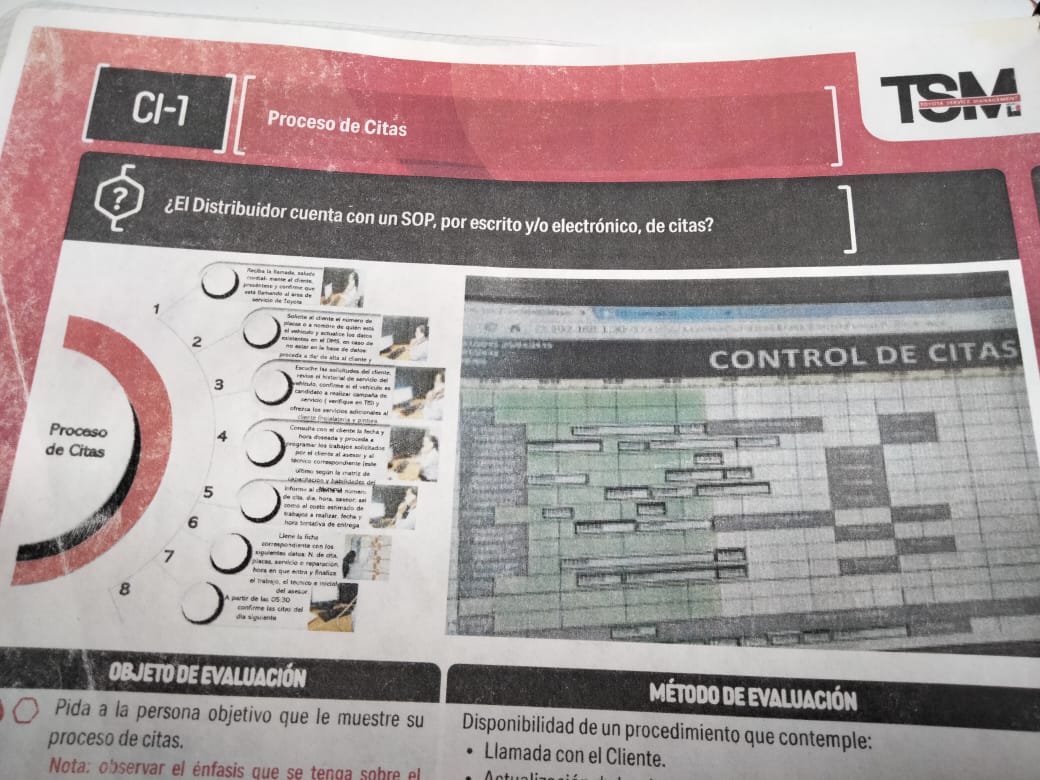 CI-1
Proceso de Citas
TSM
TOYOTA SERVICE MANAGEMENT
?
¿El Distribuidor cuenta con un SOP, por escrito y/o electrónico, de citas?
Proceso
de Citas
1
Reciba la llamada, salude
cordialmente al cliente,
preséntese y confirme que
está llamando al área de
servicio de Toyota
2
Solicite al cliente el número de
placas o a nombre de quién está
el vehículo y actualice los datos
existentes en el DMS, en caso de
no estar en la base de datos
proceda a dar de alta al cliente y
3
Escuche las solicitudes del cliente,
revise el historial de servicio del
vehículo, confirme si el vehículo es
candidato a realizar campaña de
servicio ( verifique en TIS) y
ofrezca los servicios adicionales al
cliente (hojalatería y pintura,
4
Consulta con el cliente la fecha y
hora deseada y proceda a
programar los trabajos solicitados
por el cliente al asesor y al
técnico correspondiente (este
último según la matriz de
capacitación y habilidades del
5
Informe al cliente el número
de cita, día, hora, asesor, así
como el costo estimado de
trabajos a realizar, fecha y
hora tentativa de entrega
6
Llene la ficha
correspondiente con los
siguientes datos: N. de cita,
placas, servicio o reparación,
hora en que entra y finaliza
el trabajo, el técnico e inicial
del asesor
7
A partir de las 05:30
confirme las citas del
día siguiente
8
CONTROL DE CITAS
OBJETO DE EVALUACIÓN
Pida a la persona objetivo que le muestre su
proceso de citas.
Nota: observar el énfasis que se tenga sobre el
MÉTODO DE EVALUACIÓN
Disponibilidad de un procedimiento que contemple:
• Llamada con el Cliente.
• Actualización